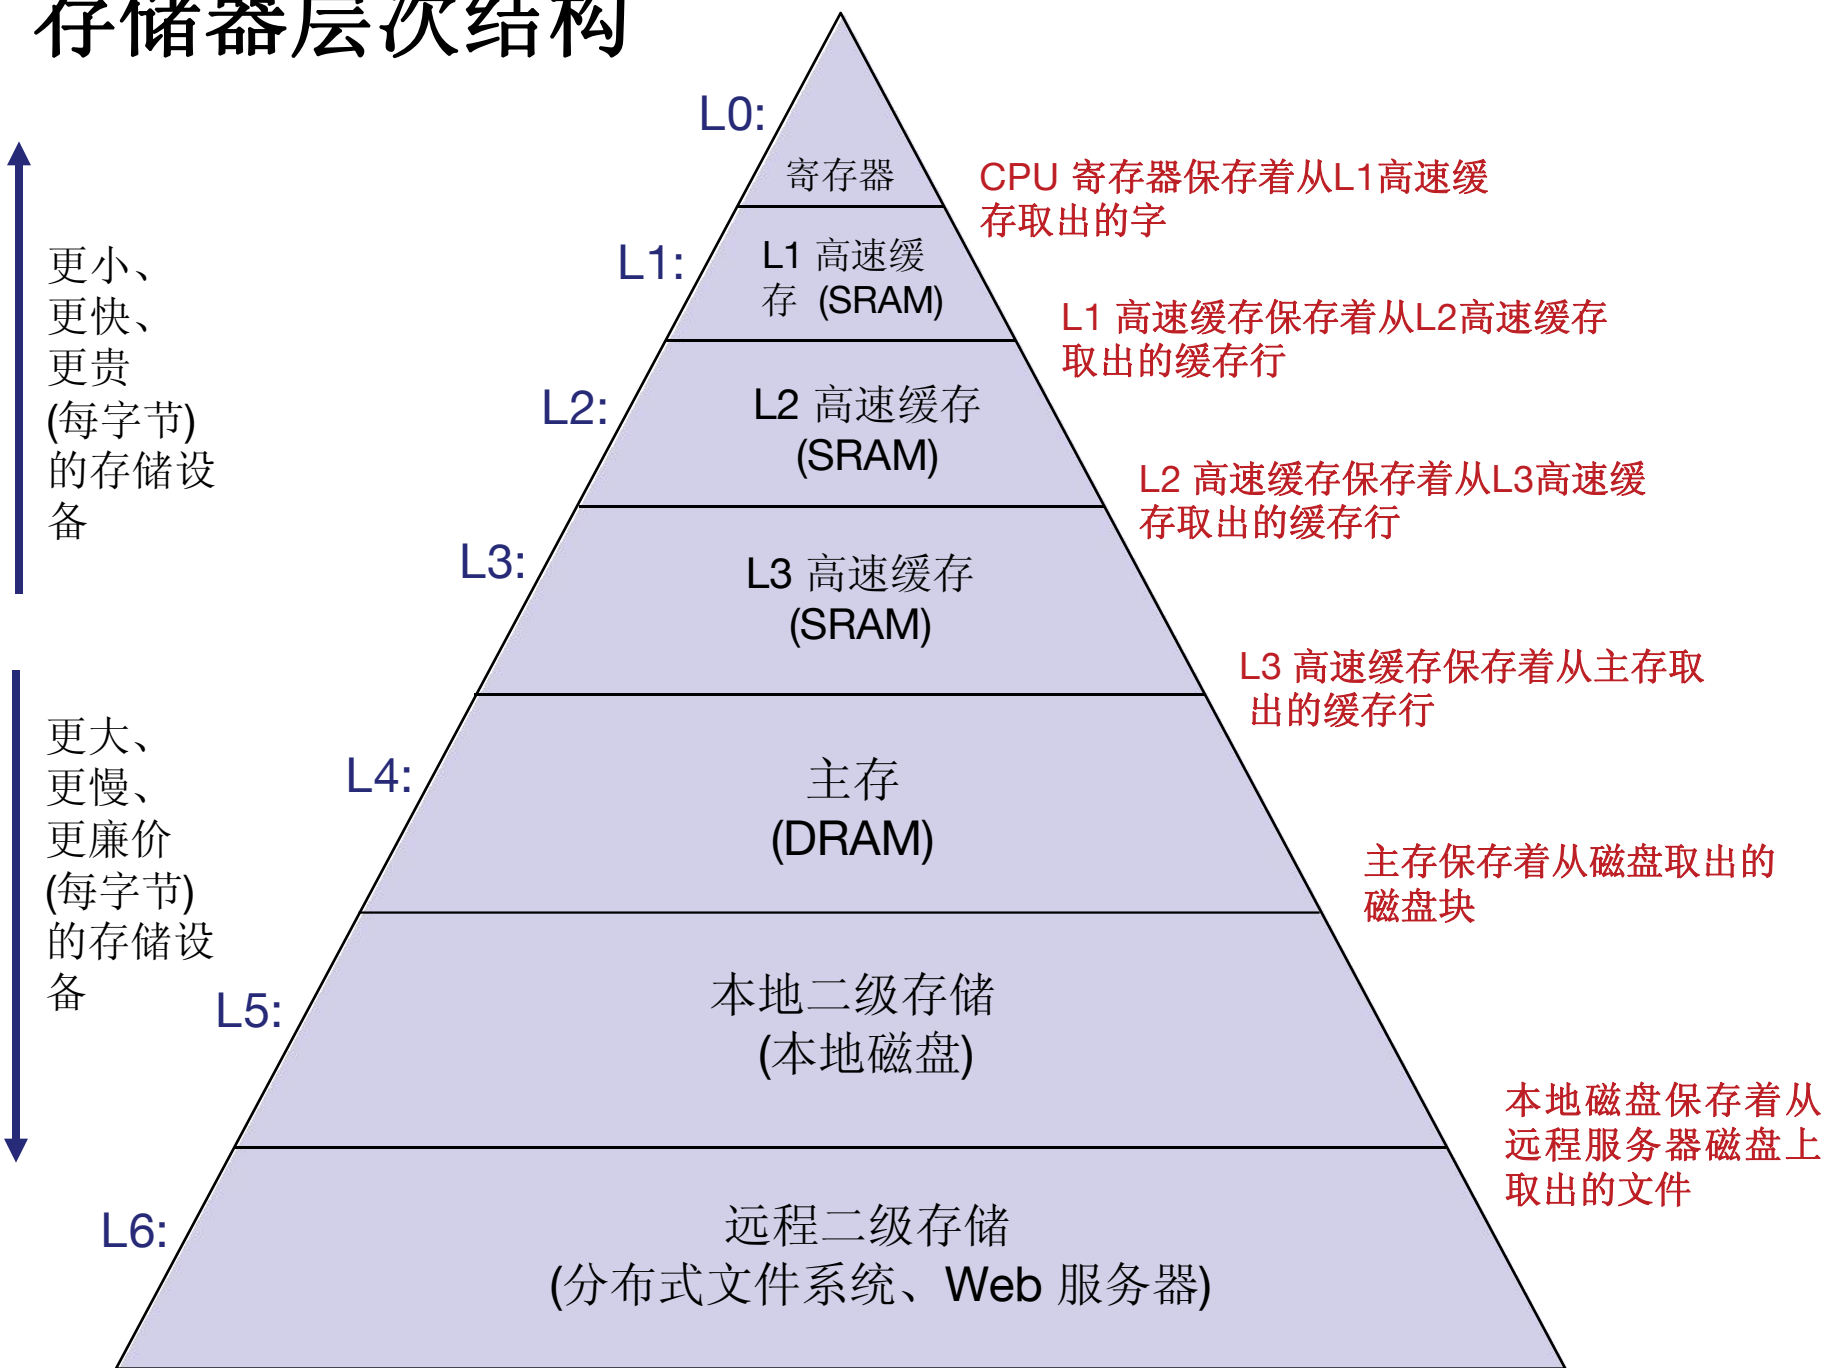 存储器层次结构
L0:
寄存器
CPU 寄存器保存着从L1高速缓
存取出的字
L1:
L1 高速缓
存 (SRAM)
L1 高速缓存保存着从L2高速缓存
取出的缓存行
L2:
L2 高速缓存
(SRAM)
L2 高速缓存保存着从L3高速缓
存取出的缓存行
L3:
L3 高速缓存
(SRAM)
L3 高速缓存保存着从主存取
出的缓存行
L4:
主存
(DRAM)
主存保存着从磁盘取出的
磁盘块
L5:
本地二级存储
(本地磁盘)
本地磁盘保存着从
远程服务器磁盘上
取出的文件
L6:
远程二级存储
(分布式文件系统、Web 服务器)
更小、
更快、
更贵
(每字节)
的存储设
备
更大、
更慢、
更廉价
(每字节)
的存储设
备